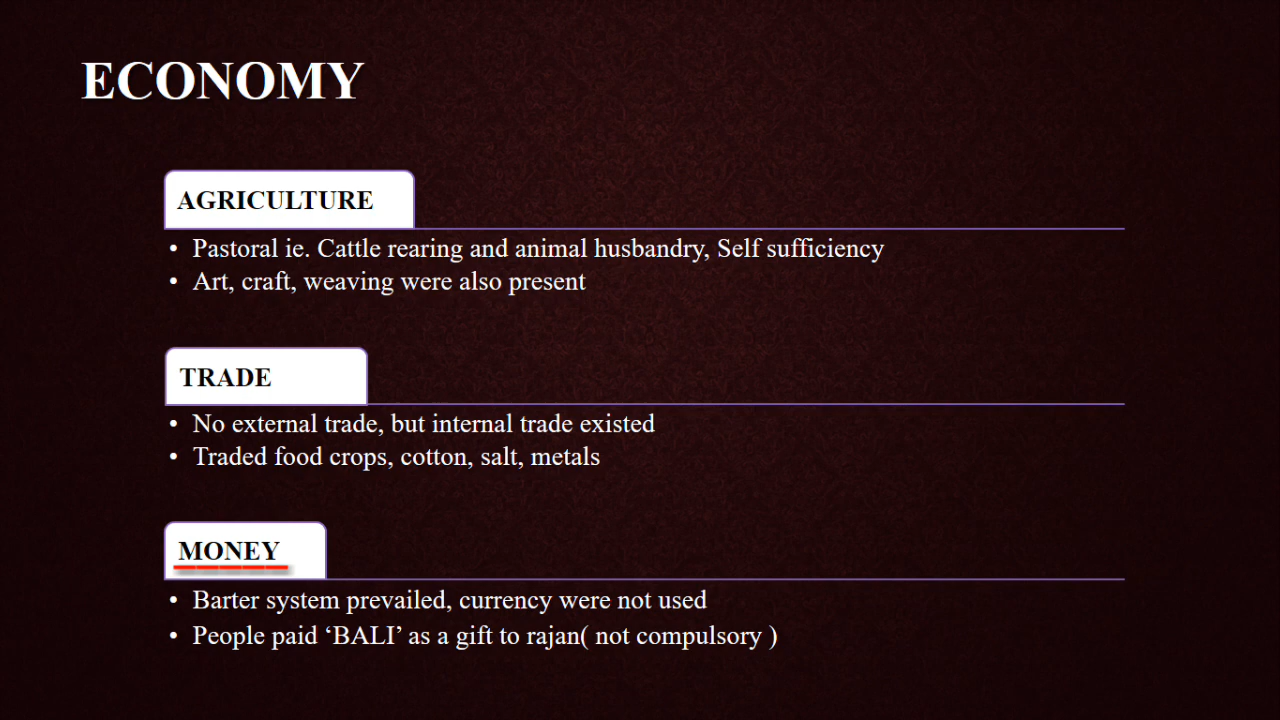 ECONOMY
AGRICULTURE
• Pastoral ie. Cattle rearing and animal husbandry, Self sufficiency
• Art, craft, weaving were also present
TRADE
• No external trade, but internal trade existed
• Traded food crops, cotton, salt, metals
MONEY
• Barter system prevailed, currency were not used
• People paid ‘BALI’ as a gift to rajan( not compulsory )